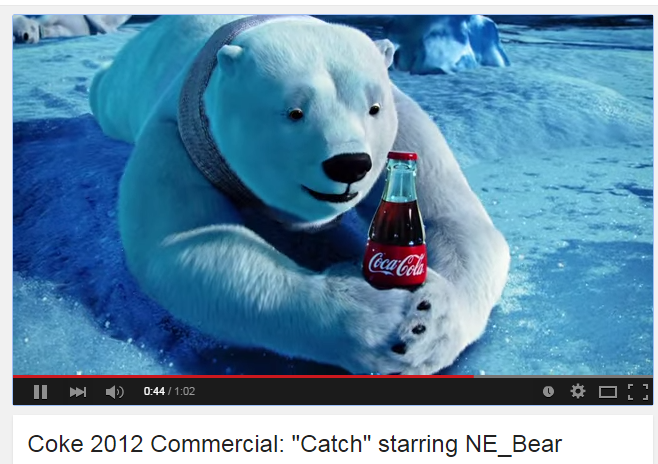 Coca-Cola
0:44 / 1:02
Coke 2012 Commercial: "Catch" starring NE_Bear